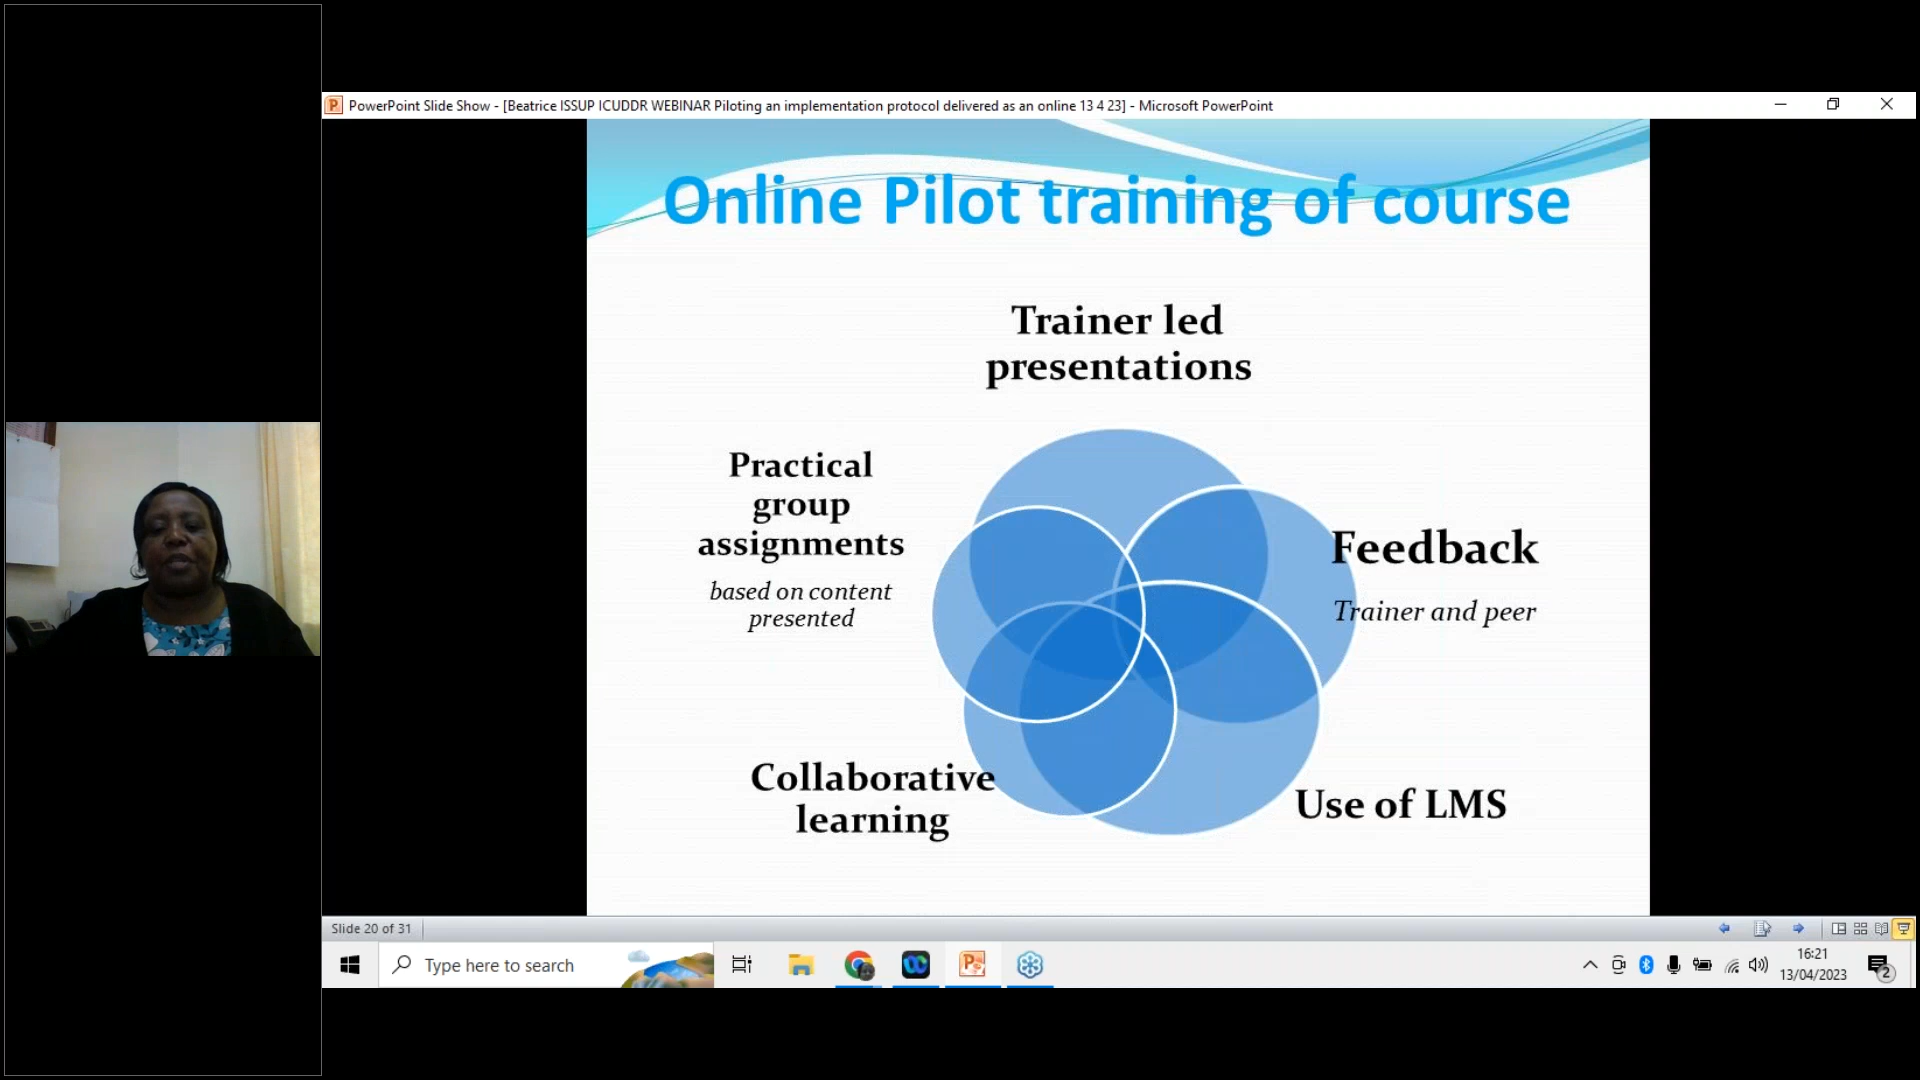 PowerPoint Slide Show - [Beatrice ISSUP ICUDDR WEBINAR Piloting an implementation protocol delivered as an online 13 4 23] - Microsoft PowerPoint
Online Pilot training of course
Trainer led
presentations
Practical
group
assignments
based on content
presented
Feedback
Trainer and peer
Collaborative
learning
Use of LMS
Slide 20 of 31
Type here to search
16:21
13/04/2023
2